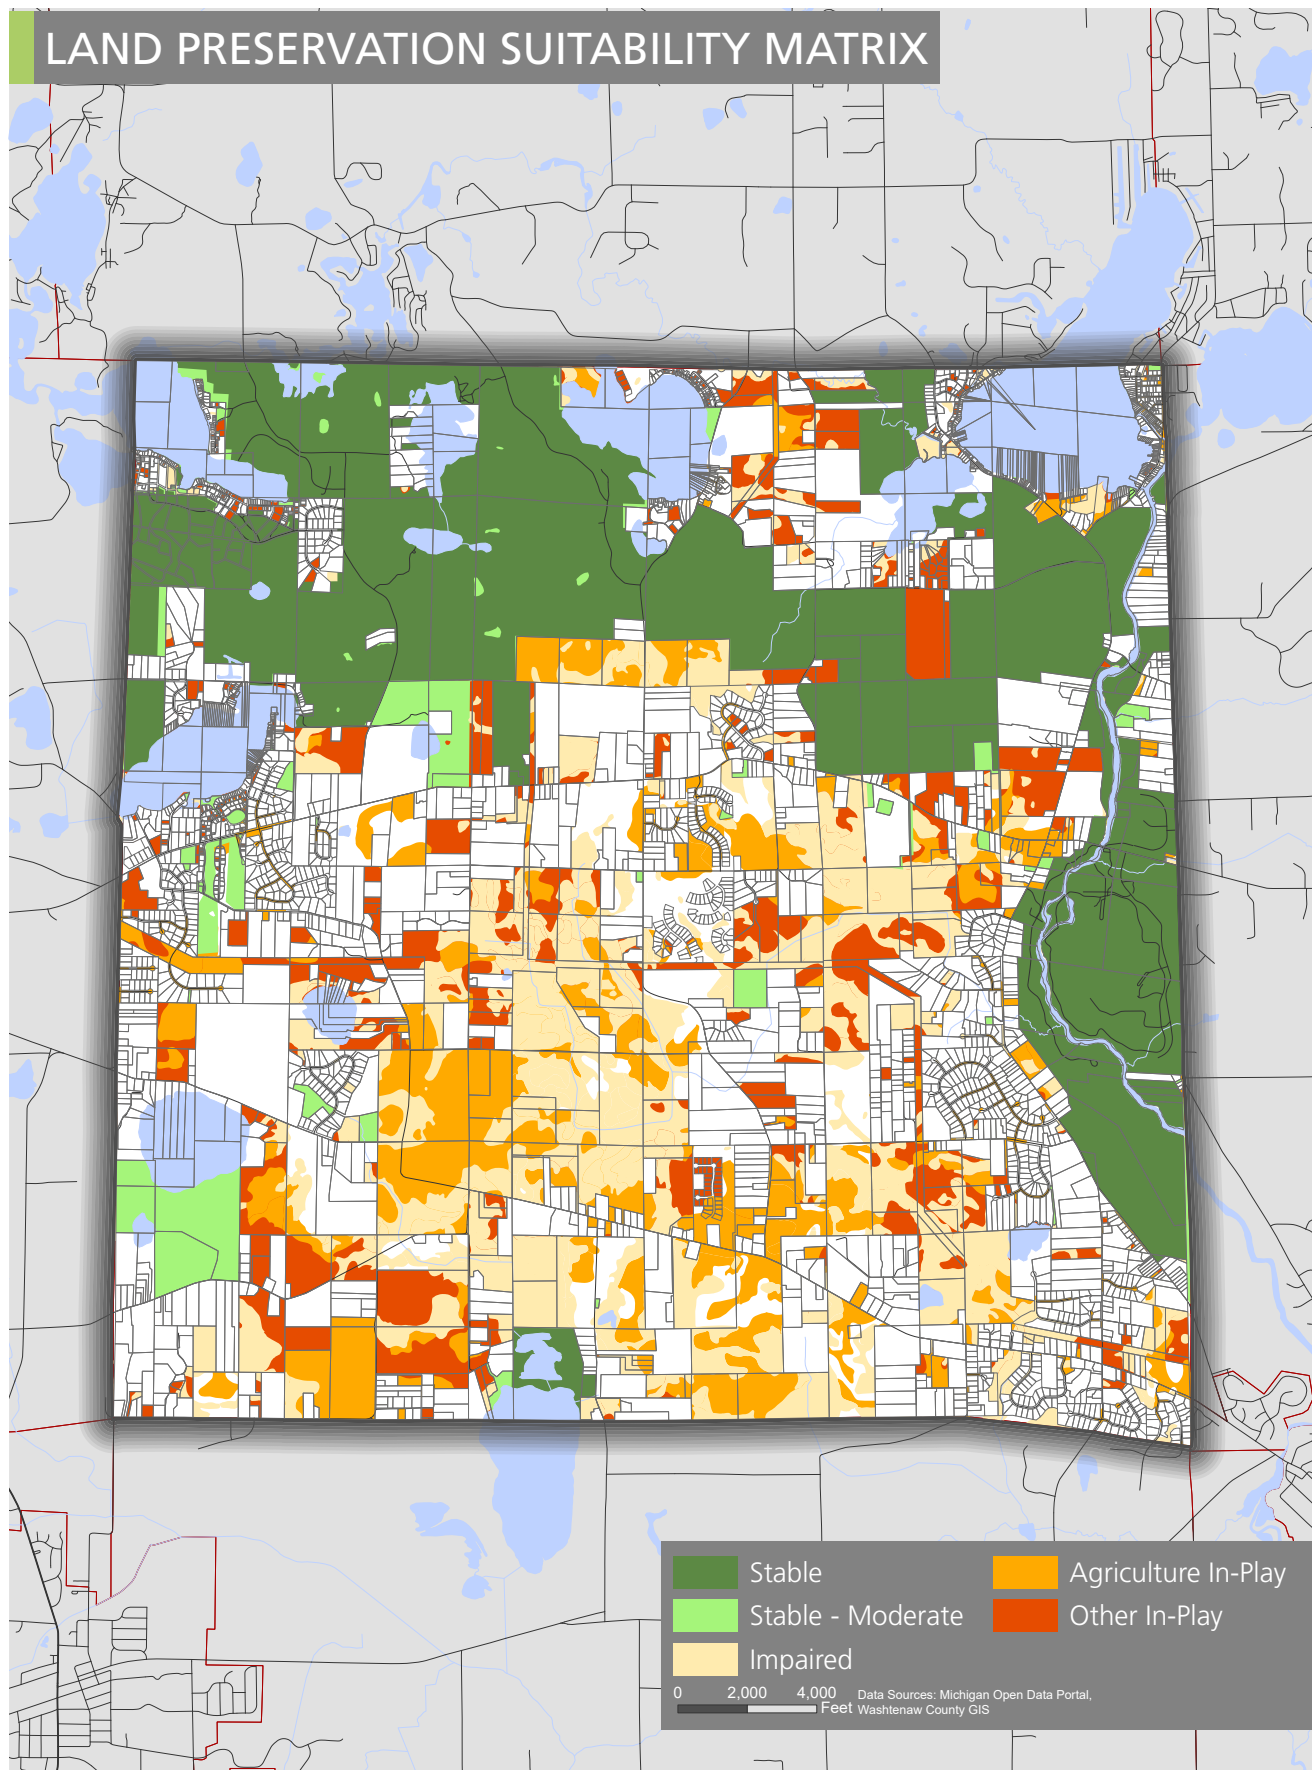 LAND PRESERVATION SUITABILITY MATRIX
Stable
Agriculture In-Play
Stable - Moderate
Other In-Play
Impaired
0 2,000 4,000
Feet
Data Sources: Michigan Open Data Portal,
Washtenaw County GIS